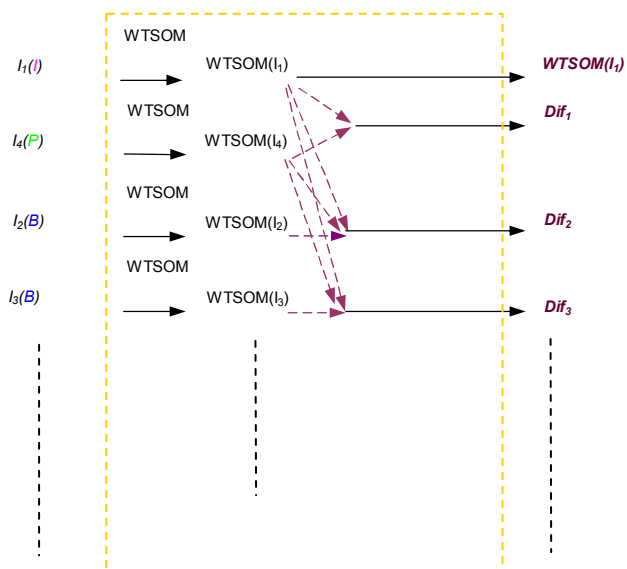 WTSOM
I₁(I) WTSOM(I₁) WTSOM(I₁)
WTSOM Dif₁
I₄(P) WTSOM(I₄)
WTSOM
I₂(B) WTSOM(I₂) Dif₂
WTSOM
I₃(B) WTSOM(I₃) Dif₃